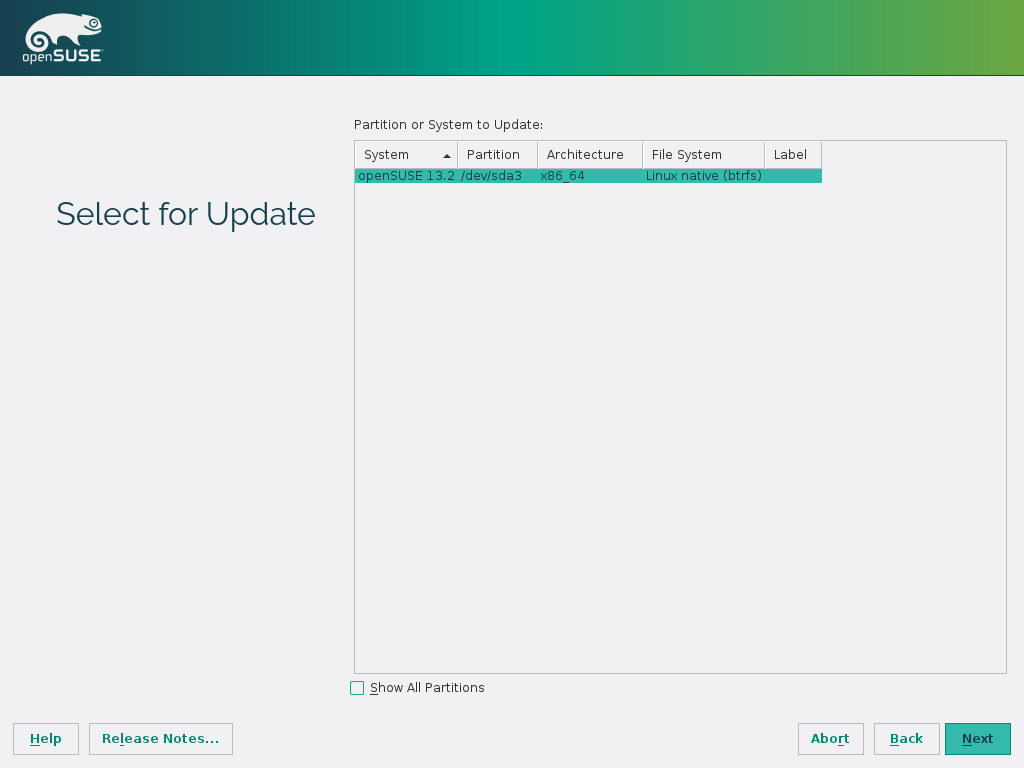 openSUSE
Partition or System to Update:
System Partition Architecture File System Label
openSUSE 13.2 /dev/sda3 x86_64 Linux native (btrfs)
Select for Update
Show All Partitions
Help Release Notes... Abort Back Next